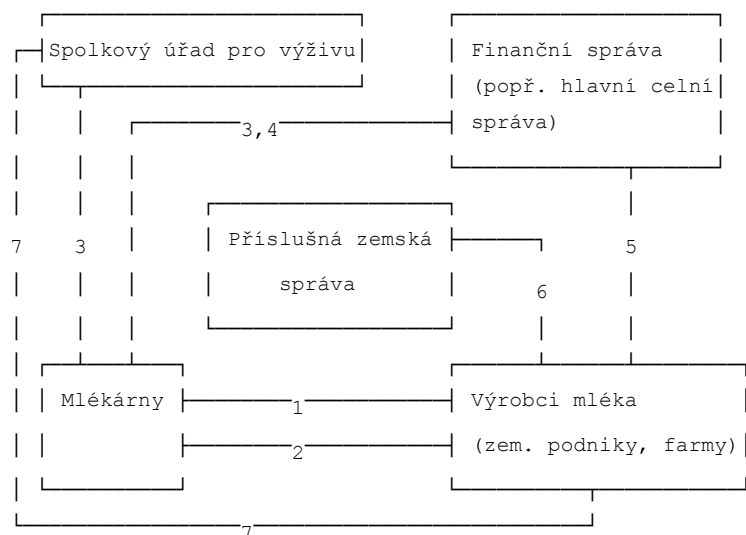 Spolkový úřad pro výživu
Finanční správa
(popř. hlavní celní
správa)
3,4
Příslušná zemská
správa
7
3
5
6
Mlékárny
1
2
Výrobci mléka
(zem. podniky, farmy)
7